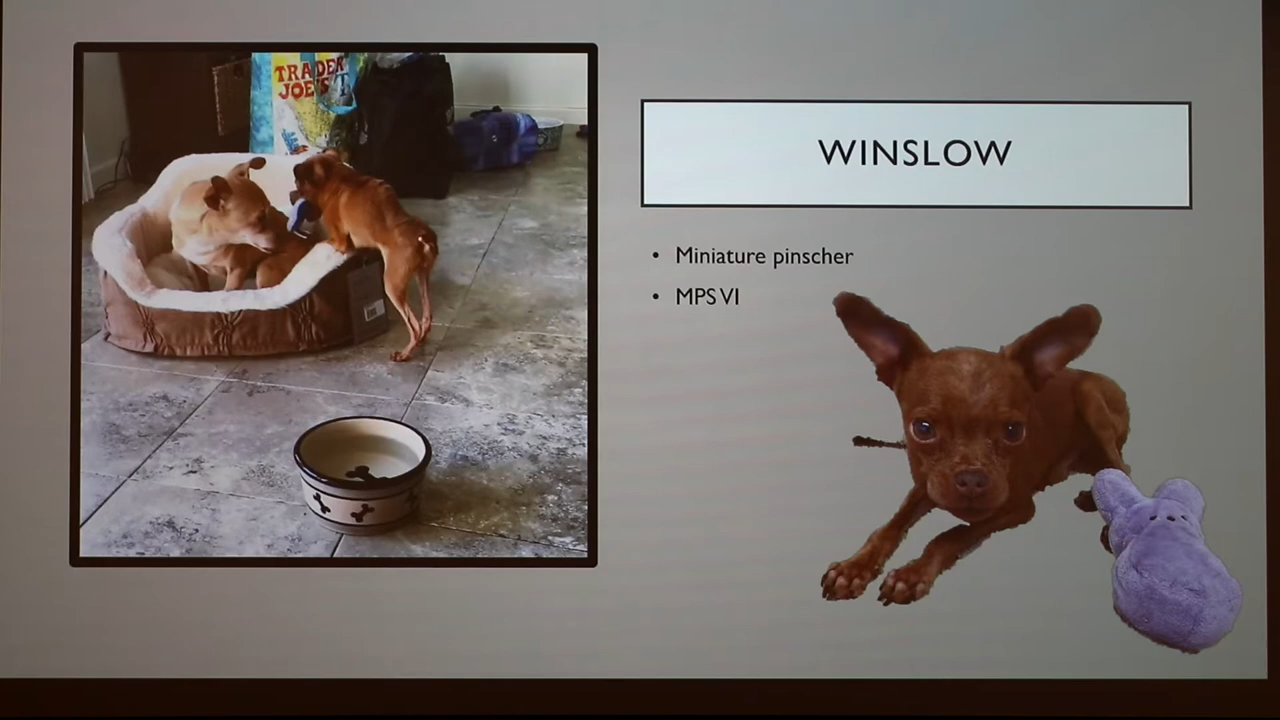 TRADER
JOE'S
WINSLOW
• Miniature pinscher
• MPS VI